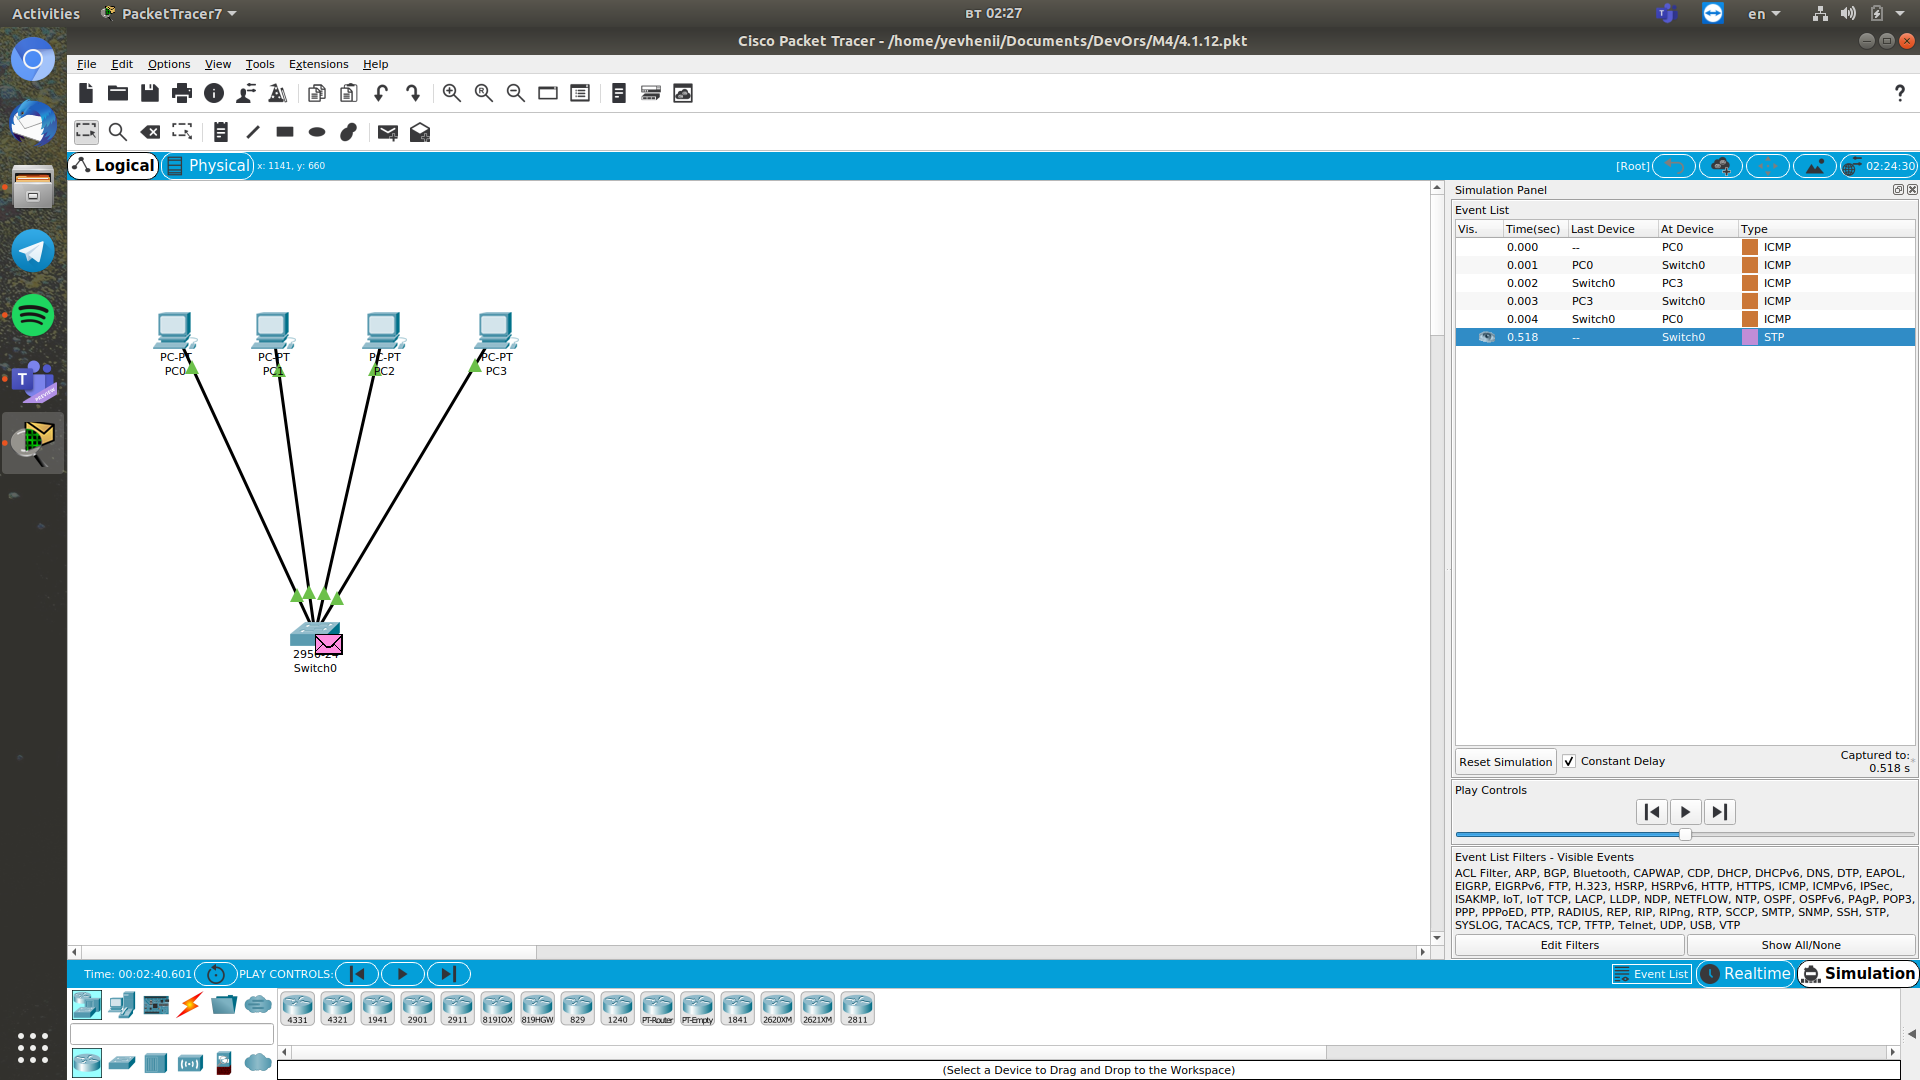 Activities PacketTracer7 вт 02:27 en
Cisco Packet Tracer - /home/yevhenii/Documents/DevOrs/M4/4.1.12.pkt
File Edit Options View Tools Extensions Help
Logical Physical x: 1141, y: 660 [Root] 02:24:30
Simulation Panel
Event List
Vis. Time(sec) Last Device At Device Type
0.000 -- PC0 ICMP
0.001 PC0 Switch0 ICMP
0.002 Switch0 PC3 ICMP
0.003 PC3 Switch0 ICMP
0.004 Switch0 PC0 ICMP
0.518 -- Switch0 STP
PC-PT PC-PT PC-PT PC-PT
PC0 PC1 PC2 PC3
Switch0
Reset Simulation Constant Delay Captured to:
0.518 s
Play Controls
Event List Filters - Visible Events
ACL Filter, ARP, BGP, Bluetooth, CAPWAP, CDP, DHCP, DHCPv6, DNS, DTP, EAPOL,
EIGRP, EIGRPv6, FTP, H.323, HSRP, HSRPv6, HTTP, HTTPS, ICMP, ICMPv6, IPSec,
ISAKMP, IoT, IoT TCP, LACP, LLDP, NDP, NETFLOW, NTP, OSPF, OSPFv6, PAgP, POP3,
PPP, PPPoED, PTP, RADIUS, REP, RIP, RIPng, RTP, SCCP, SMTP, SNMP, SSH, STP,
SYSLOG, TACACS, TCP, TFTP, Telnet, UDP, USB, VTP
Edit Filters Show All/None
Time: 00:02:40.601 PLAY CONTROLS: Event List Realtime Simulation
4331 4321 1941 2901 2911 819IOX 819HGW 829 1240 PT-Router PT-Empty 1841 2620XM 2621XM 2811
(Select a Device to Drag and Drop to the Workspace)